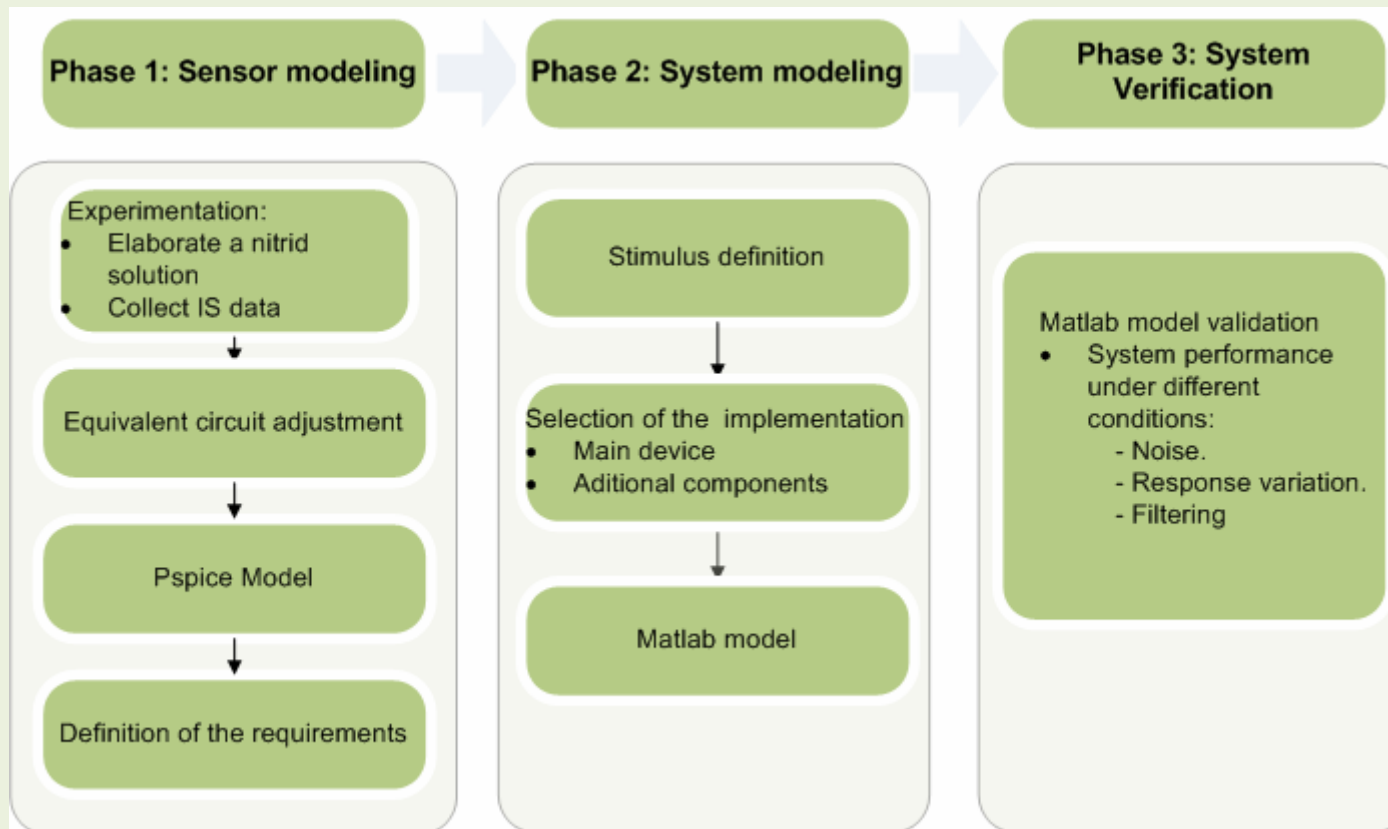 Phase 1: Sensor modeling
Phase 2: System modeling
Phase 3: System
Verification
Experimentation:
• Elaborate a nitrid
solution
• Collect IS data
Equivalent circuit adjustment
Pspice Model
Definition of the requirements
Stimulus definition
Selection of the implementation
• Main device
• Aditional components
Matlab model
Matlab model validation
• System performance
under different
conditions:
- Noise.
- Response variation.
- Filtering